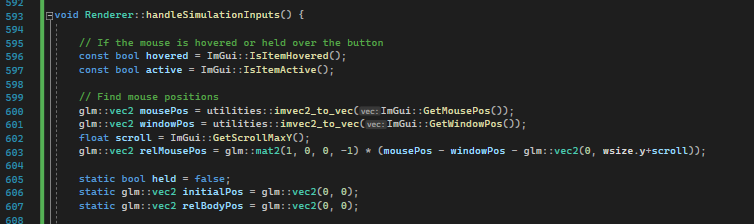 592
593 void Renderer::handleSimulationInputs() {
594
595 // If the mouse is hovered or held over the button
596 const bool hovered = ImGui::IsItemHovered();
597 const bool active = ImGui::IsItemActive();
598
599 // Find mouse positions
600 glm::vec2 mousePos = utilities::imvec2_to_vec(vec:ImGui::GetMousePos());
601 glm::vec2 windowPos = utilities::imvec2_to_vec(vec:ImGui::GetWindowPos());
602 float scroll = ImGui::GetScrollMaxY();
603 glm::vec2 relMousePos = glm::mat2(1, 0, 0, -1) * (mousePos - windowPos - glm::vec2(0, wsize.y+scroll));
604
605 static bool held = false;
606 static glm::vec2 initialPos = glm::vec2(0, 0);
607 static glm::vec2 relBodyPos = glm::vec2(0, 0);
608